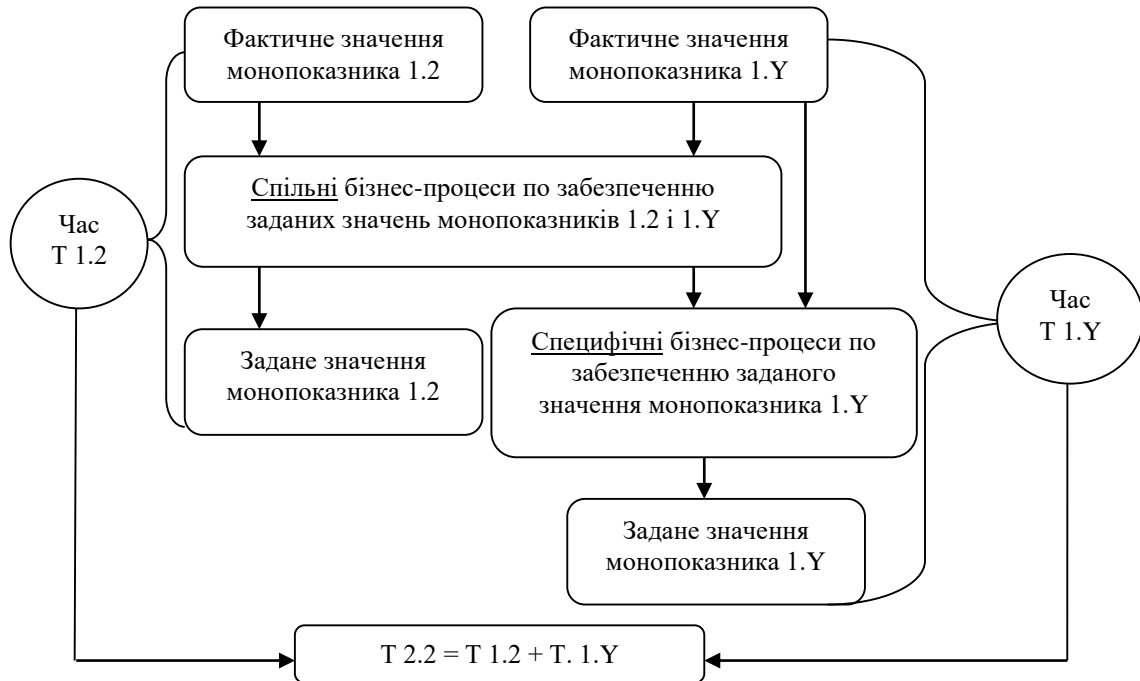 Фактичне значення
монопоказника 1.2
Фактичне значення
монопоказника 1.Y
Спільні бізнес-процеси по забезпеченню
заданих значень монопоказників 1.2 і 1.Y
Час
Т 1.2
Задане значення
монопоказника 1.2
Специфічні бізнес-процеси по
забезпеченню заданого
значення монопоказника 1.Y
Час
Т 1.Y
Задане значення
монопоказника 1.Y
Т 2.2 = Т 1.2 + Т. 1.Y